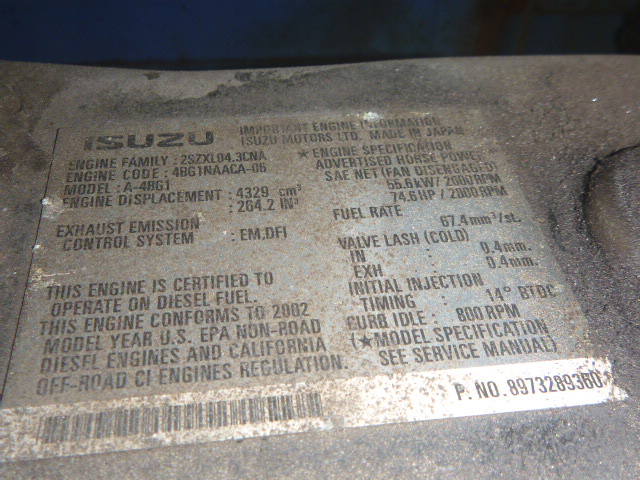 ISUZU
IMPORTANT ENGINE INFORMATION
ISUZU MOTORS LTD. MADE IN JAPAN
ENGINE FAMILY : 2SZXL04.3CNA
ENGINE CODE : 4BG1NAACA-06
MODEL : A-4BG1
ENGINE DISPLACEMENT : 4329 cm³
: 264.2 IN³
EXHAUST EMISSION
CONTROL SYSTEM : EM,DFI
THIS ENGINE IS CERTIFIED TO
OPERATE ON DIESEL FUEL.
THIS ENGINE CONFORMS TO 2002
MODEL YEAR U.S. EPA NON-ROAD
DIESEL ENGINES AND CALIFORNIA
OFF-ROAD CI ENGINES REGULATION.
★ ENGINE SPECIFICATION
ADVERTISED HORSE POWER
SAE NET (FAN DISENGAGED)
55.6kW / 2000RPM
74.6HP / 2000RPM
FUEL RATE
67.4mm³/st.
VALVE LASH (COLD)
IN : 0.4mm.
EXH : 0.4mm.
INITIAL INJECTION
TIMING : 14° BTDC
CURB IDLE : 800 RPM
(★MODEL SPECIFICATION
SEE SERVICE MANUAL)
P. NO. 8973289360